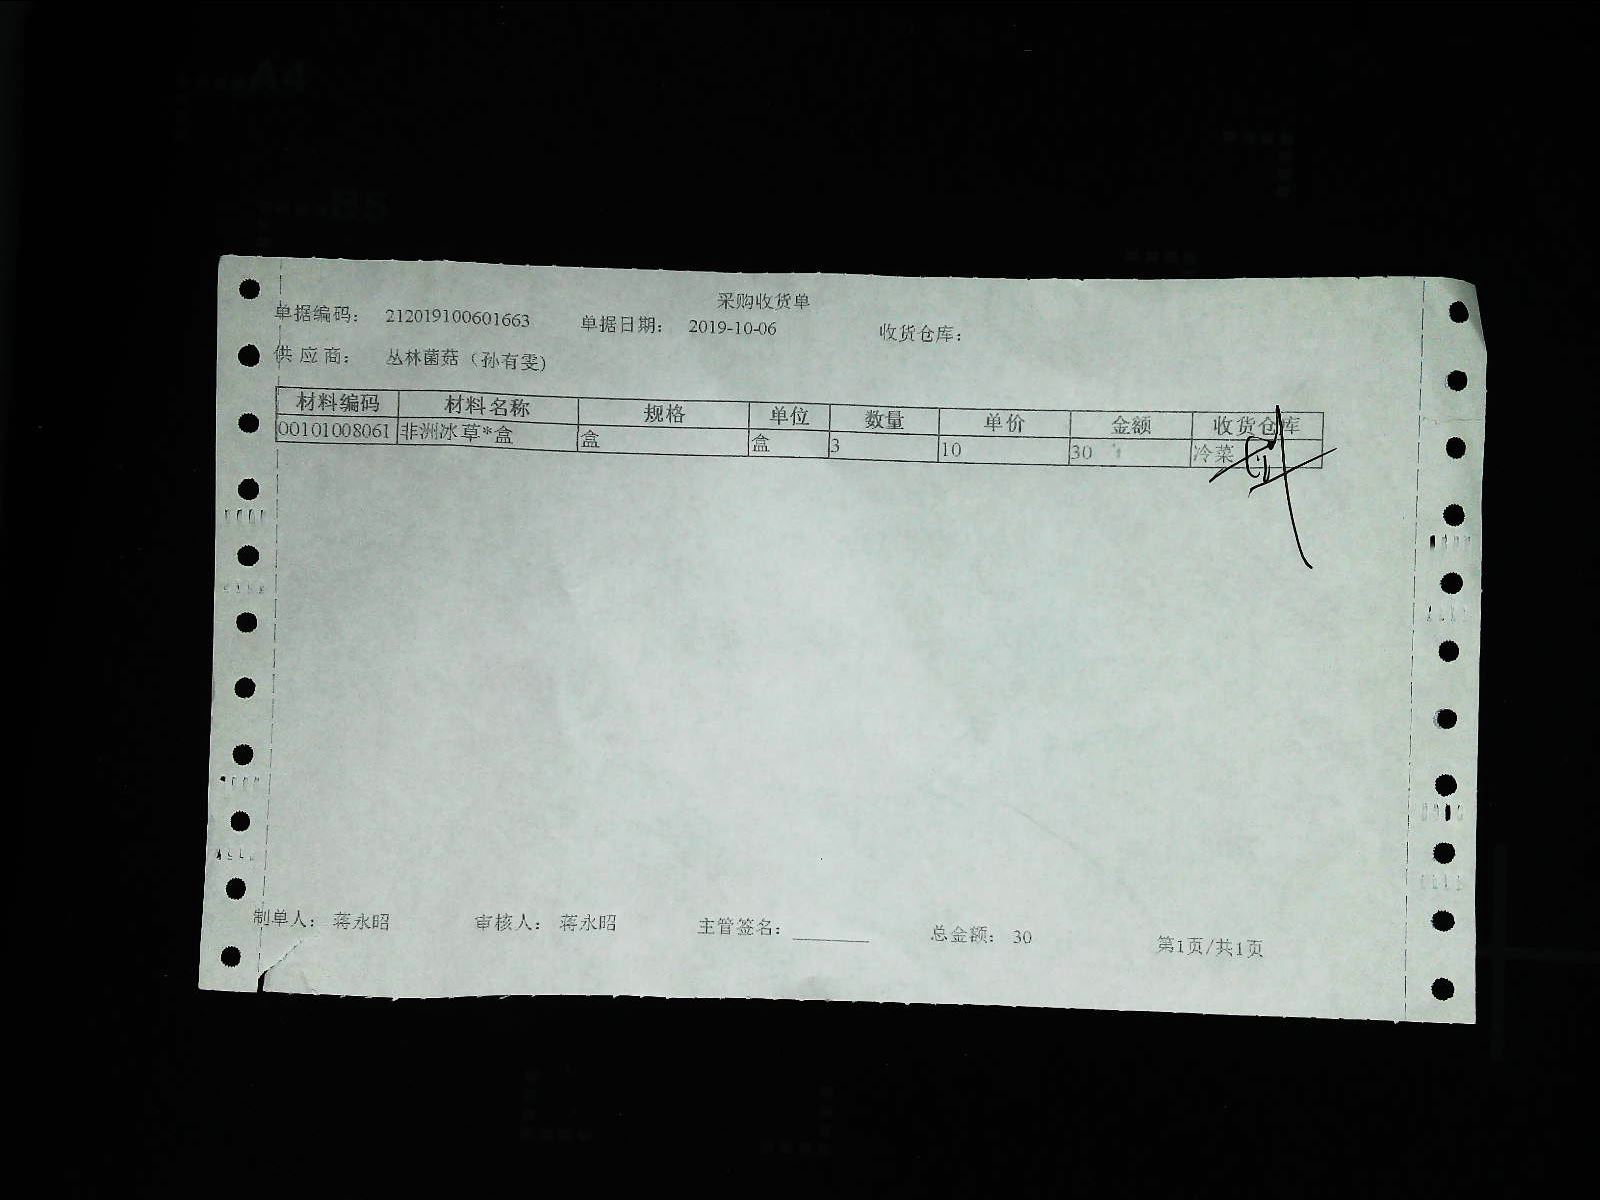 采购收货单
单据编码： 212019100601663 单据日期： 2019-10-06 收货仓库：
供应商： 丛林菌菇（孙有雯)
材料编码 材料名称 规格 单位 数量 单价 金额 收货仓库
00101008061 非洲冰草*盒 盒 盒 3 10 30 冷菜
制单人： 蒋永昭 审核人： 蒋永昭 主管签名： 总金额： 30 第1页/共1页